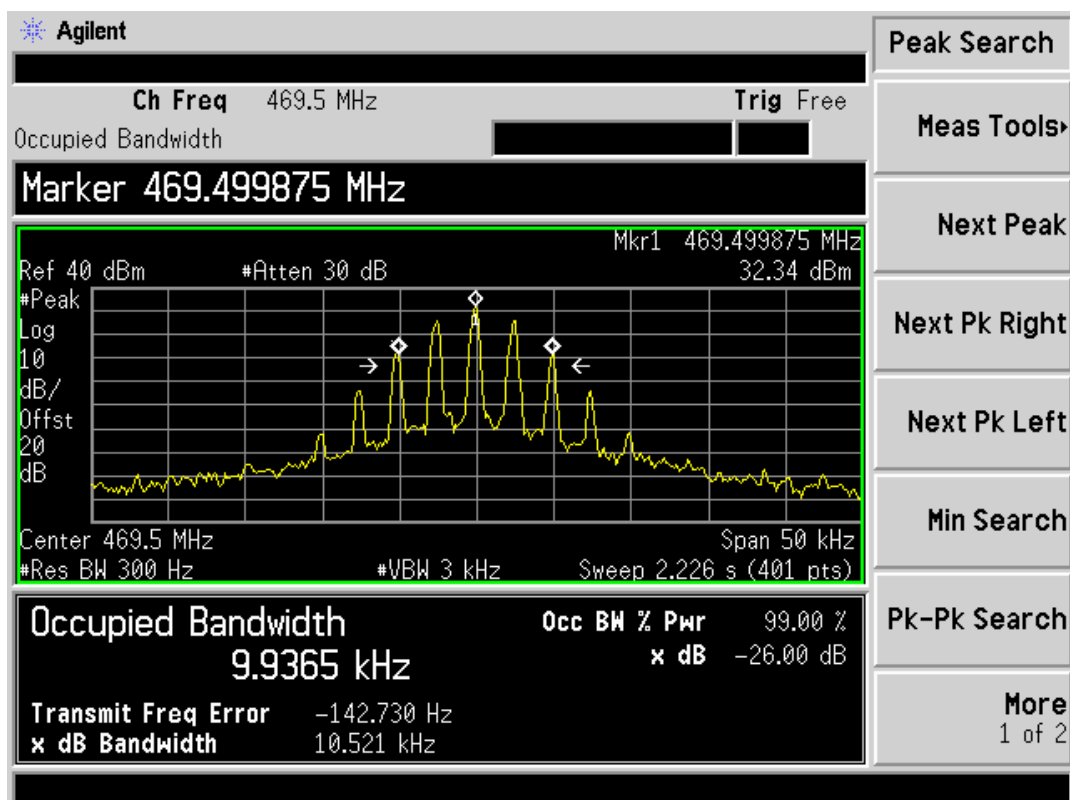 Agilent
Peak Search
Ch Freq 469.5 MHz Trig Free
Occupied Bandwidth
Meas Tools
Marker 469.499875 MHz
Next Peak
Mkr1 469.499875 MHz
Ref 40 dBm #Atten 30 dB 32.34 dBm
#Peak
Log
10
dB/
Offst
20
dB
1
Next Pk Right
Next Pk Left
Center 469.5 MHz Span 50 kHz
#Res BW 300 Hz #VBW 3 kHz Sweep 2.226 s (401 pts)
Min Search
Occupied Bandwidth
9.9365 kHz
Occ BW % Pwr 99.00 %
x dB -26.00 dB
Transmit Freq Error -142.730 Hz
x dB Bandwidth 10.521 kHz
Pk-Pk Search
More
1 of 2